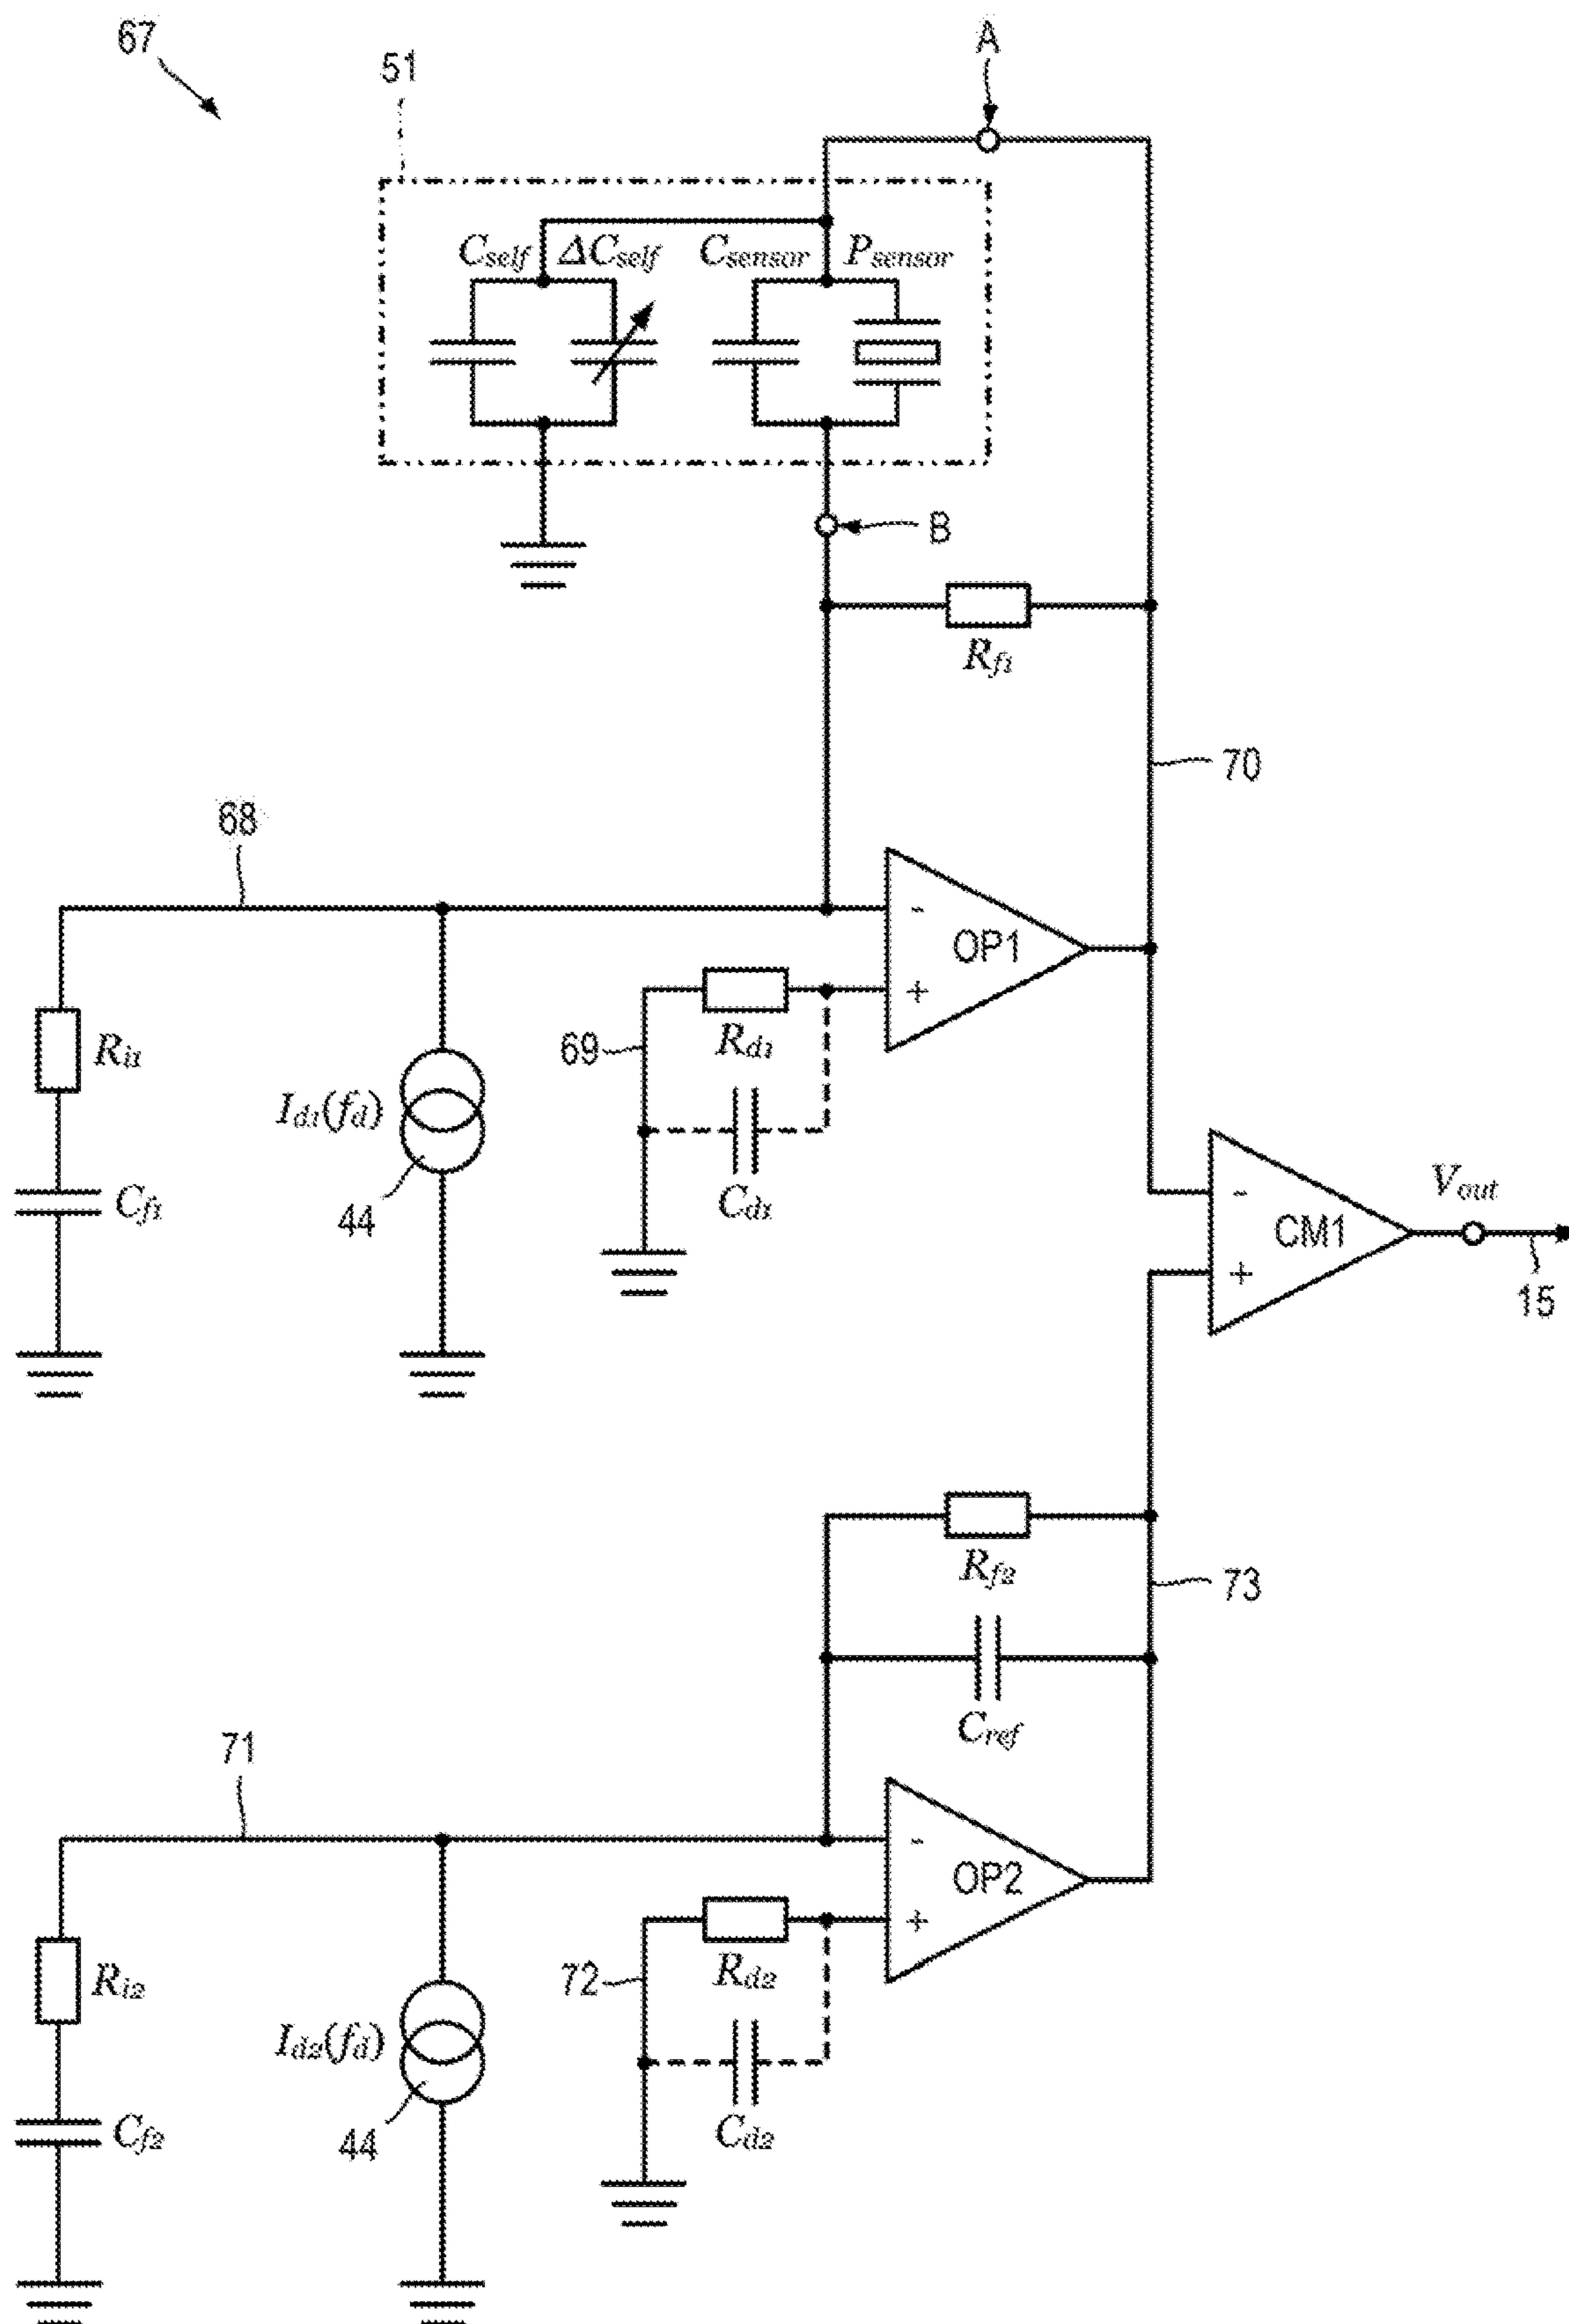 67
51
A
Cself ΔCself Csensor Psensor
B
Rf1
70
68
-
OP1
+
Ri1
69
Rd1
Id1(fd)
Cf1
44
Cd1
-
CM1
+
Vout
15
Rf2
73
Cref
71
-
OP2
+
Ri2
72
Rd2
Id2(fd)
Cf2
44
Cd2